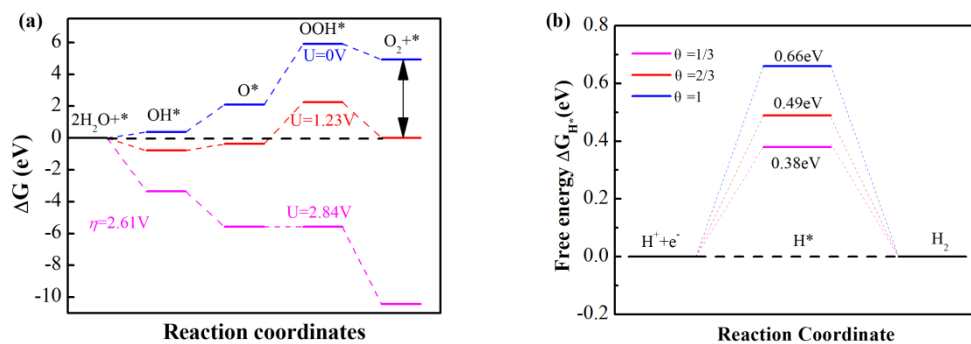 (a)
OOH*
O₂+*
U=0V
O*
2H₂O+*
OH*
U=1.23V
η=2.61V
U=2.84V
6
4
2
0
-2
-4
-6
-8
-10
ΔG (eV)
Reaction coordinates
(b)
θ =1/3
θ =2/3
θ =1
0.66eV
0.49eV
0.38eV
H⁺+e⁻
H*
H₂
0.8
0.6
0.4
0.2
0.0
-0.2
Free energy ΔG_H*(eV)
Reaction Coordinate